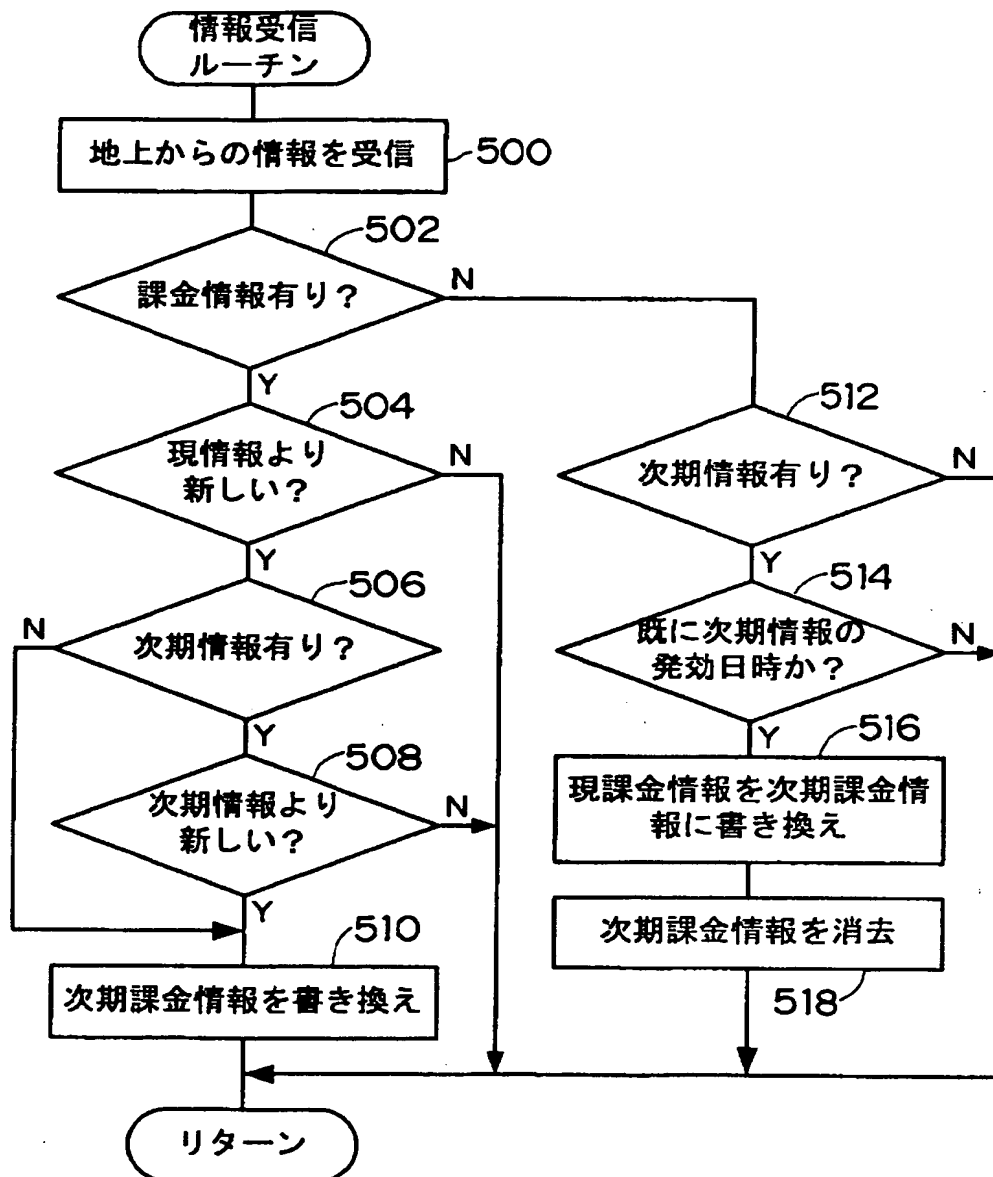 情報受信
ルーチン
地上からの情報を受信
500
502
課金情報有り?
N
Y
504
現情報より
新しい?
N
Y
506
次期情報有り?
N
Y
508
次期情報より
新しい?
N
Y
510
次期課金情報を書き換え
リターン
512
次期情報有り?
N
Y
514
既に次期情報の
発効日時か?
N
Y
516
現課金情報を次期課金情
報に書き換え
次期課金情報を消去
518